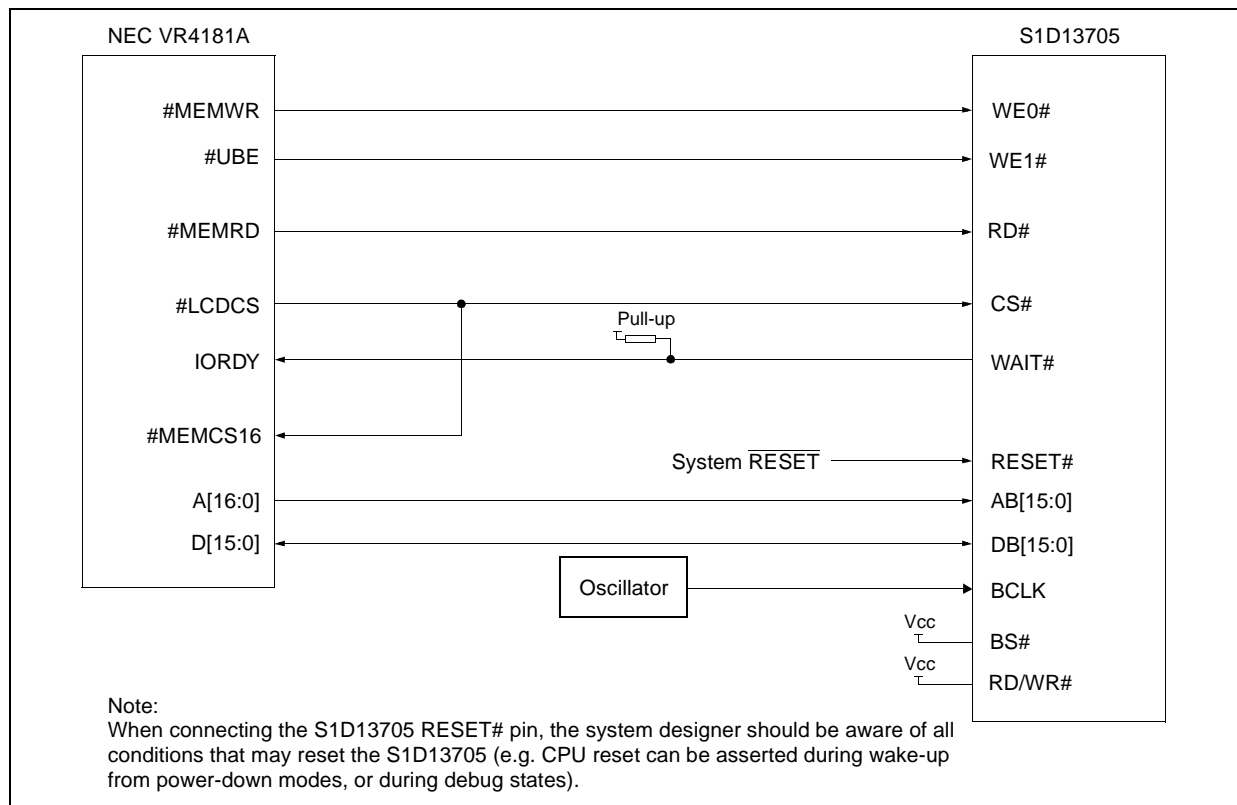 NEC VR4181A
S1D13705
#MEMWR
WE0#
#UBE
WE1#
#MEMRD
RD#
#LCDCS
CS#
Pull-up
IORDY
WAIT#
#MEMCS16
System RESET
RESET#
A[16:0]
AB[15:0]
D[15:0]
DB[15:0]
Oscillator
BCLK
Vcc
BS#
Vcc
RD/WR#
Note:
When connecting the S1D13705 RESET# pin, the system designer should be aware of all
conditions that may reset the S1D13705 (e.g. CPU reset can be asserted during wake-up
from power-down modes, or during debug states).